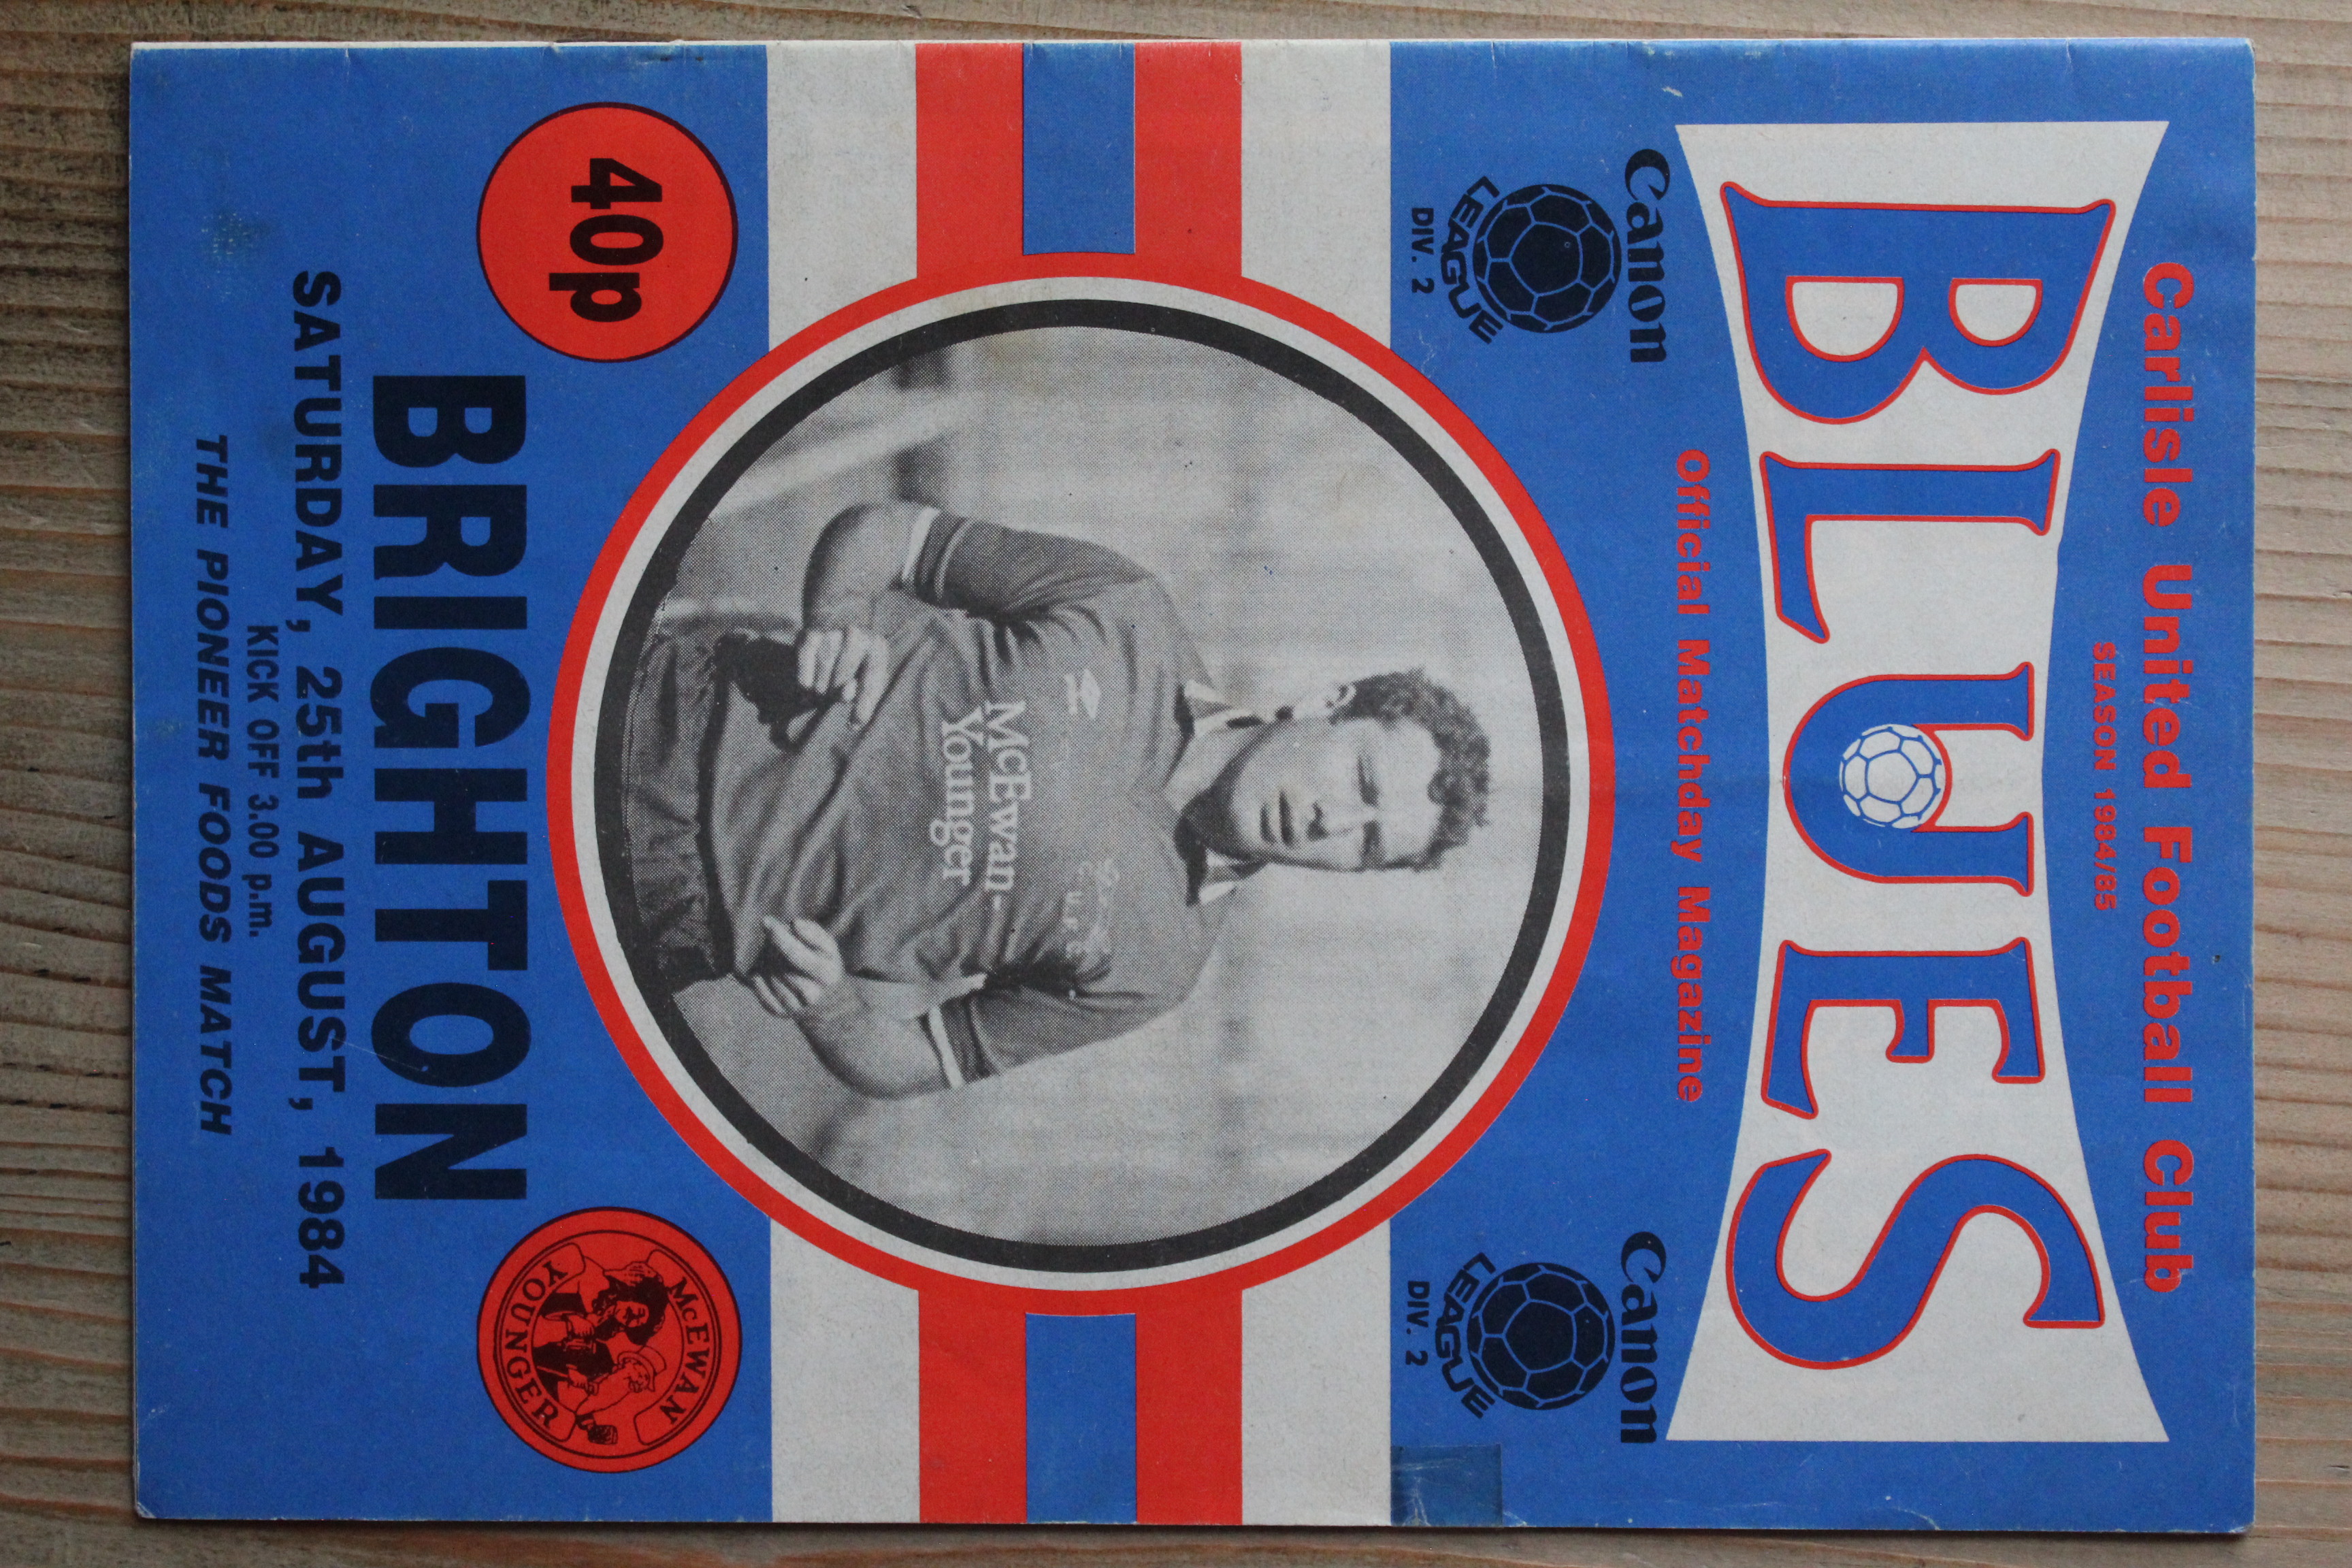 Carlisle United Football Club
SEASON 1984/85
BLUES
Official Matchday Magazine
Canon
LEAGUE
DIV. 2
Canon
LEAGUE
DIV. 2
McEwan-
Younger
C.U.F.C
40p
McEWAN
YOUNGER
BRIGHTON
SATURDAY, 25th AUGUST, 1984
KICK OFF 3.00 p.m.
THE PIONEER FOODS MATCH